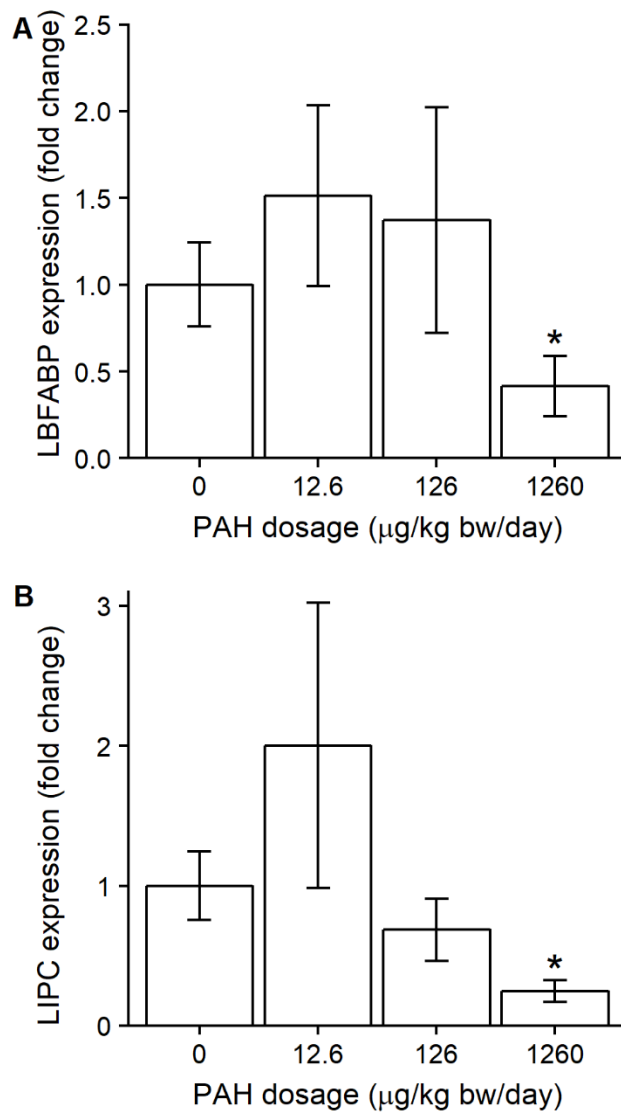 A
LBFABP expression (fold change)
2.5
2.0
1.5
1.0
0.5
0.0
*
0 12.6 126 1260
PAH dosage (μg/kg bw/day)
B
LIPC expression (fold change)
3
2
1
0
*
0 12.6 126 1260
PAH dosage (μg/kg bw/day)